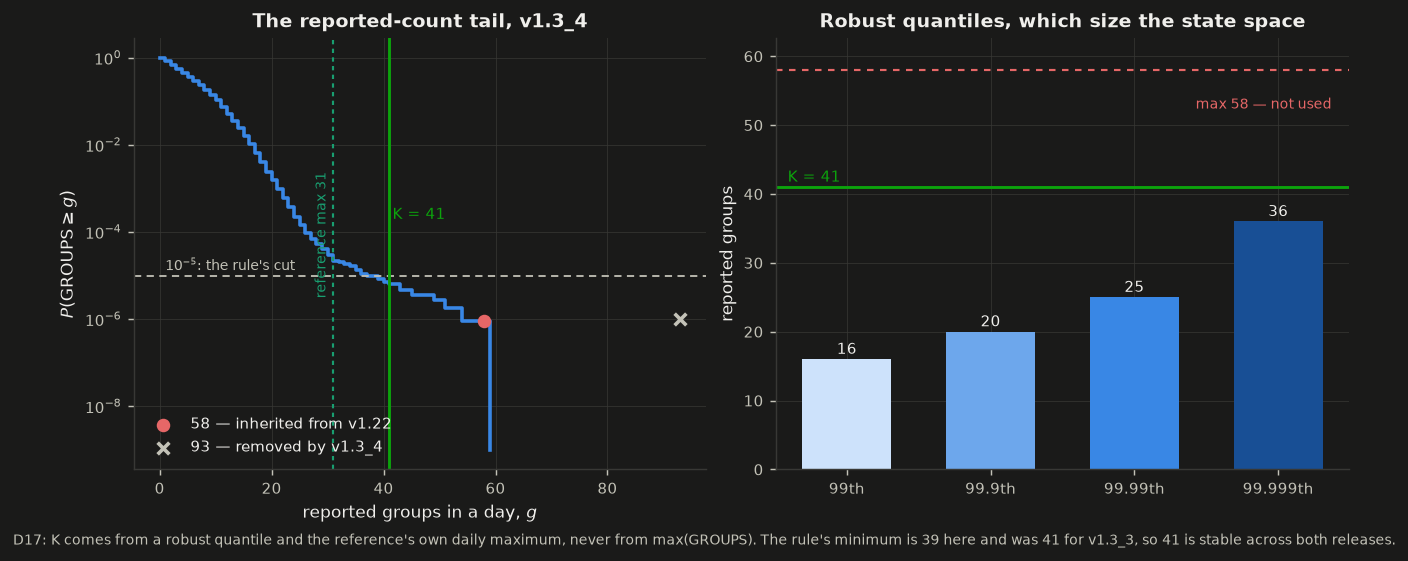 The reported-count tail, v1.3_4
P(GROUPS ≥ g)
10⁰
10⁻²
10⁻⁴
10⁻⁶
10⁻⁸
reference max 31
K = 41
10⁻⁵: the rule's cut
58 — inherited from v1.22
93 — removed by v1.3_4
0 20 40 60 80
reported groups in a day, g
Robust quantiles, which size the state space
reported groups
60
50
40
30
20
10
0
max 58 — not used
K = 41
16
20
25
36
99th 99.9th 99.99th 99.999th
D17: K comes from a robust quantile and the reference's own daily maximum, never from max(GROUPS). The rule's minimum is 39 here and was 41 for v1.3_3, so 41 is stable across both releases.